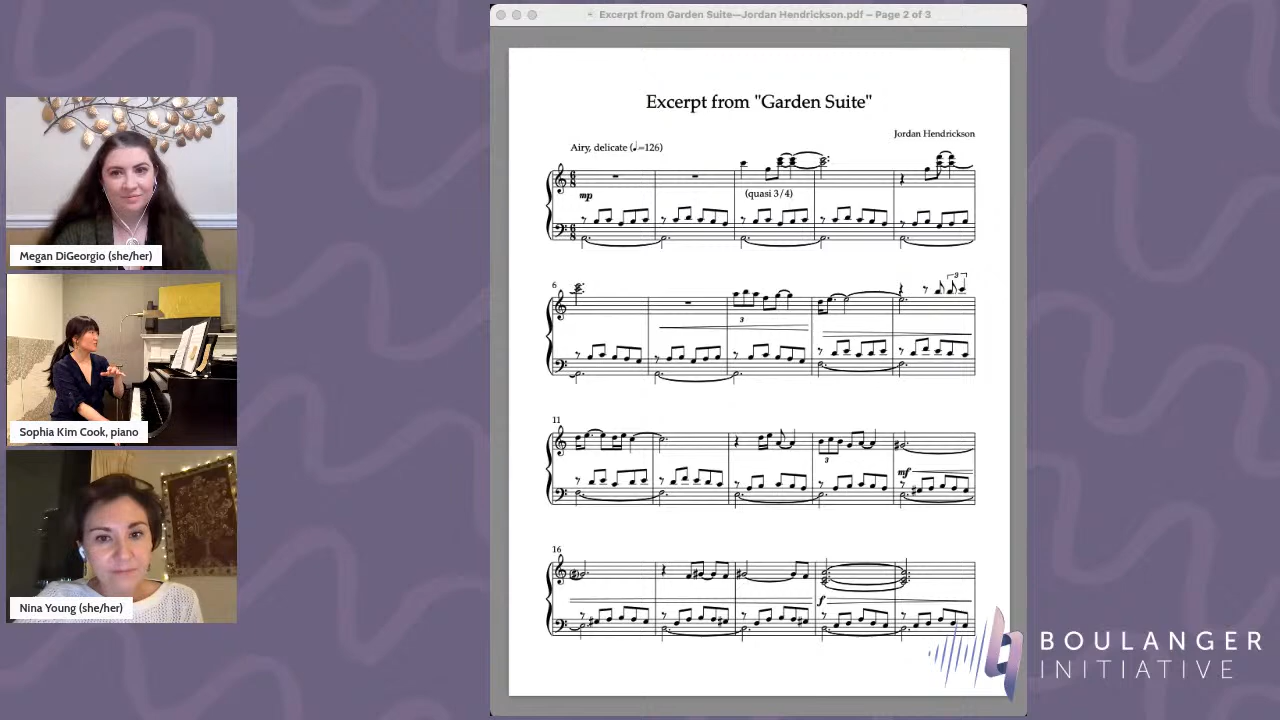 Excerpt from Garden Suite—Jordan Hendrickson.pdf – Page 2 of 3
Excerpt from "Garden Suite"
Jordan Hendrickson
Airy, delicate (♩=126)
mp
(quasi 3/4)
6
3
3
11
3
mf
16
f
Megan DiGeorgio (she/her)
Sophia Kim Cook, piano
Nina Young (she/her)
BOULANGER
INITIATIVE